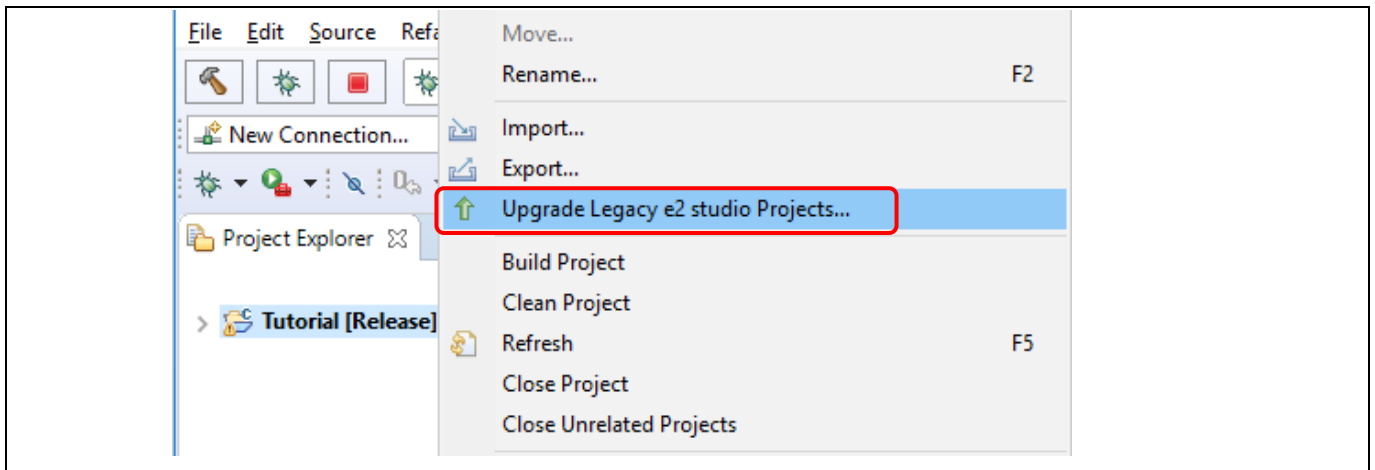 File Edit Source Refa
New Connection...
Project Explorer
Tutorial [Release]
Move...
Rename... F2
Import...
Export...
Upgrade Legacy e2 studio Projects...
Build Project
Clean Project
Refresh F5
Close Project
Close Unrelated Projects